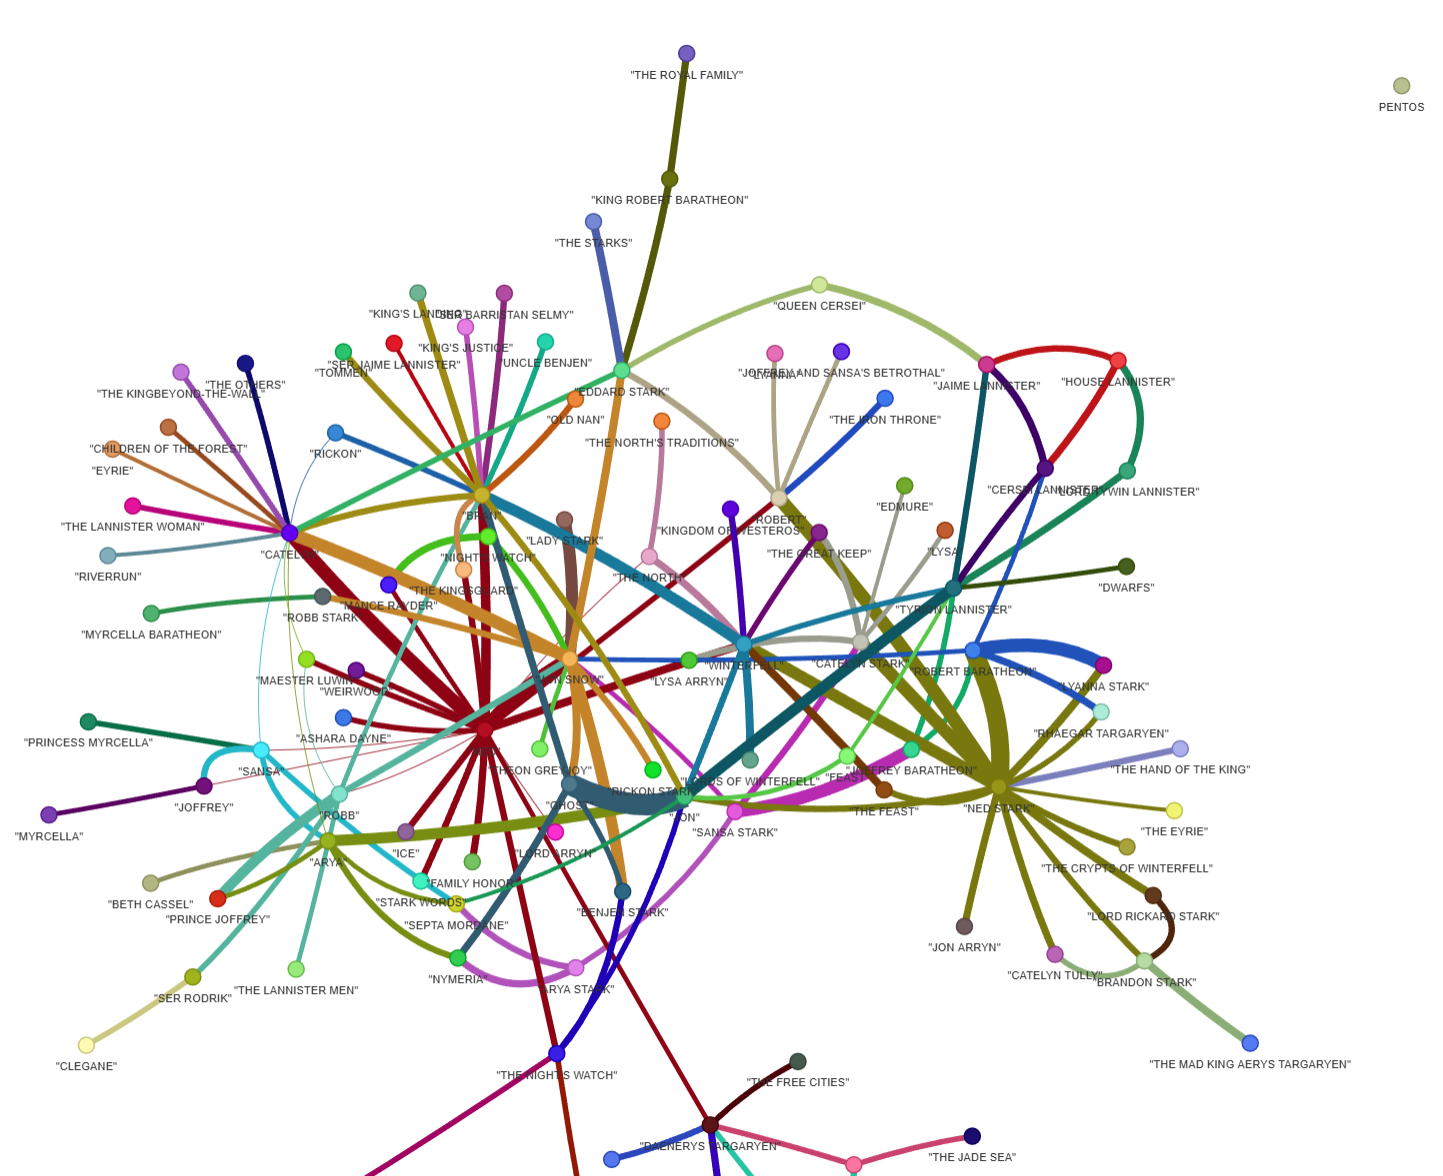 "THE ROYAL FAMILY"
PENTOS
"KING ROBERT BARATHEON"
"THE STARKS"
"QUEEN CERSEI"
"KING'S LANDING"
"SER BARRISTAN SELMY"
"KING'S JUSTICE"
"UNCLE BENJEN"
"SER JAIME LANNISTER"
"TOMMEN"
"JOFFREY AND SANSA'S BETROTHAL"
"LYANNA"
"HOUSE LANNISTER"
"JAIME LANNISTER"
"THE OTHERS"
"THE KINGBEYOND-THE-WALL"
"EDDARD STARK"
"OLD NAN"
"THE IRON THRONE"
"THE NORTH'S TRADITIONS"
"CHILDREN OF THE FOREST"
"RICKON"
"EYRIE"
"CERSEI LANNISTER"
"LORD TYWIN LANNISTER"
"EDMURE"
"BRAN"
"ROBERT"
"THE LANNISTER WOMAN"
"KINGDOM OF WESTEROS"
"LADY STARK"
"CATELYN"
"NIGHT'S WATCH"
"THE GREAT KEEP"
"LYSA"
"RIVERRUN"
"THE NORTH"
"THE KINGSGUARD"
"DWARFS"
"MANCE RAYDER"
"TYRION LANNISTER"
"ROBB STARK"
"MYRCELLA BARATHEON"
"WINTERFELL"
"CATELYN STARK"
"ROBERT BARATHEON"
"MAESTER LUWIN"
"JON SNOW"
"LYSA ARRYN"
"LYANNA STARK"
"WEIRWOOD"
"RHAEGAR TARGARYEN"
"ASHARA DAYNE"
"PRINCESS MYRCELLA"
"SANSA"
"THEON GREYJOY"
"JOFFREY BARATHEON"
"THE HAND OF THE KING"
"FEAST"
"LORDS OF WINTERFELL"
"RICKON STARK"
"JOFFREY"
"GHOST"
"NED STARK"
"THE FEAST"
"ROBB"
"JON"
"SANSA STARK"
"THE EYRIE"
"MYRCELLA"
"ICE"
"LORD ARRYN"
"ARYA"
"THE CRYPTS OF WINTERFELL"
"FAMILY HONOR"
"BETH CASSEL"
"STARK WORDS"
"BENJEN STARK"
"LORD RICKARD STARK"
"PRINCE JOFFREY"
"SEPTA MORDANE"
"JON ARRYN"
"CATELYN TULLY"
"NYMERIA"
"BRANDON STARK"
"THE LANNISTER MEN"
"ARYA STARK"
"SER RODRIK"
"CLEGANE"
"THE MAD KING AERYS TARGARYEN"
"THE NIGHT'S WATCH"
"THE FREE CITIES"
"DAENERYS TARGARYEN"
"THE JADE SEA"